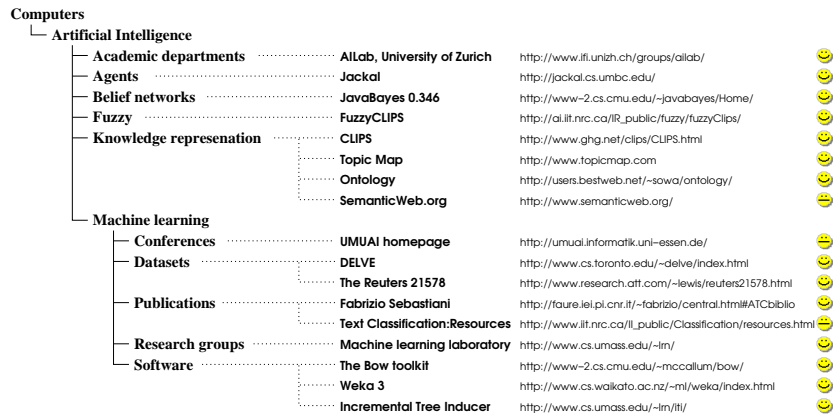 Computers
Artificial Intelligence
Academic departments AILab, University of Zurich http://www.ifi.unizh.ch/groups/ailab/
Agents Jackal http://jackal.cs.umbc.edu/
Belief networks JavaBayes 0.346 http://www-2.cs.cmu.edu/~javabayes/Home/
Fuzzy FuzzyCLIPS http://ai.iit.nrc.ca/IR_public/fuzzy/fuzzyClips/
Knowledge represenation CLIPS http://www.ghg.net/clips/CLIPS.html
Topic Map http://www.topicmap.com
Ontology http://users.bestweb.net/~sowa/ontology/
SemanticWeb.org http://www.semanticweb.org/
Machine learning
Conferences UMUAI homepage http://umuai.informatik.uni-essen.de/
Datasets DELVE http://www.cs.toronto.edu/~delve/index.html
The Reuters 21578 http://www.research.att.com/~lewis/reuters21578.html
Publications Fabrizio Sebastiani http://faure.iei.pi.cnr.it/~fabrizio/central.html#ATCbiblio
Text Classification:Resources http://www.iit.nrc.ca/II_public/Classification/resources.html
Research groups Machine learning laboratory http://www.cs.umass.edu/~lrn/
Software The Bow toolkit http://www-2.cs.cmu.edu/~mccallum/bow/
Weka 3 http://www.cs.waikato.ac.nz/~ml/weka/index.html
Incremental Tree Inducer http://www.cs.umass.edu/~lrn/iti/